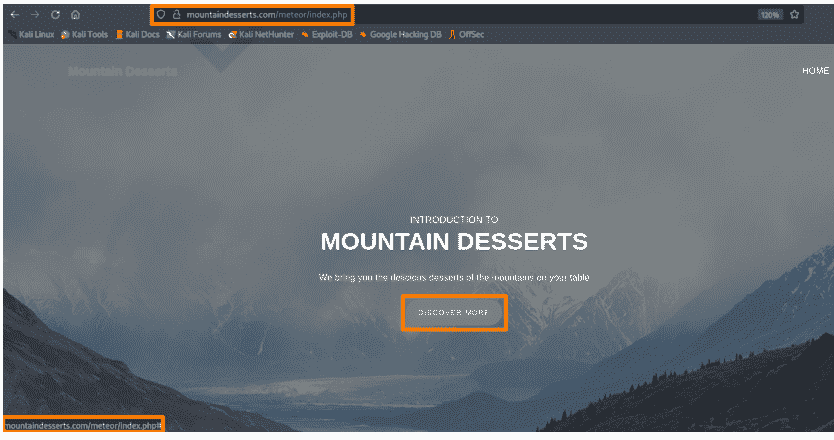 mountaindesserts.com/meteor/index.php
120%
Kali Linux Kali Tools Kali Docs Kali Forums Kali NetHunter Exploit-DB Google Hacking DB OffSec
Mountain Desserts
HOME
INTRODUCTION TO
MOUNTAIN DESSERTS
We bring you the descious desserts of the mountains on your table
DISCOVER MORE
mountaindesserts.com/meteor/index.php#